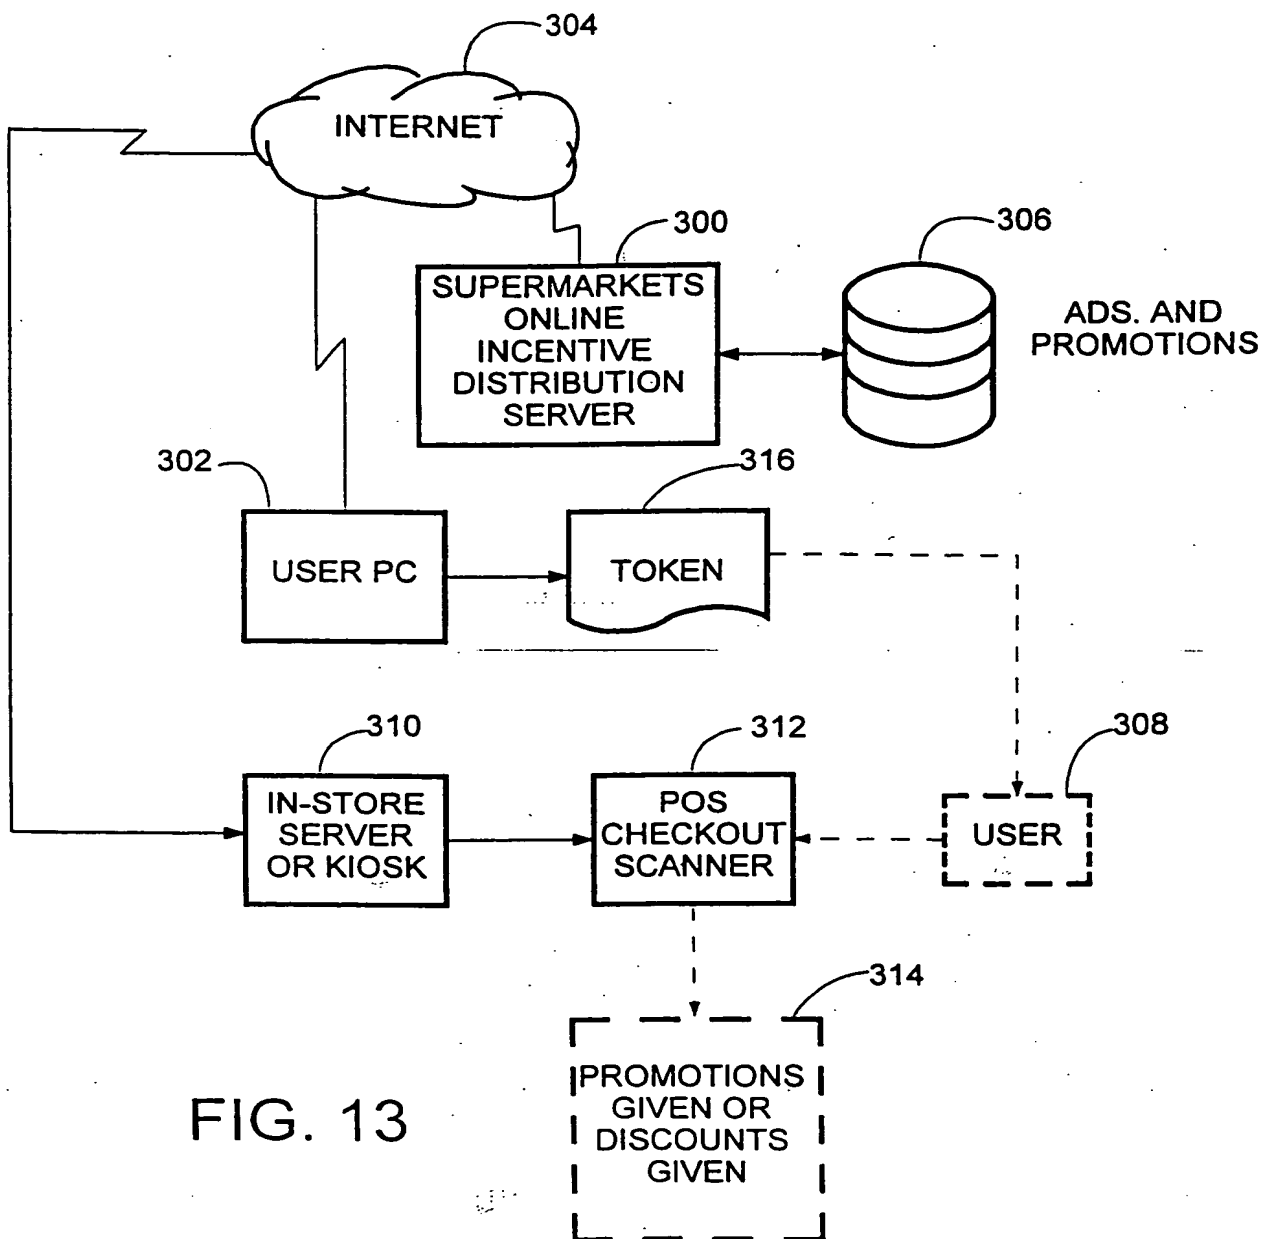 304
INTERNET
300
306
SUPERMARKETS
ONLINE
INCENTIVE
DISTRIBUTION
SERVER
ADS. AND
PROMOTIONS
302
316
USER PC
TOKEN
310
312
308
IN-STORE
SERVER
OR KIOSK
POS
CHECKOUT
SCANNER
USER
314
PROMOTIONS
GIVEN OR
DISCOUNTS
GIVEN
FIG. 13